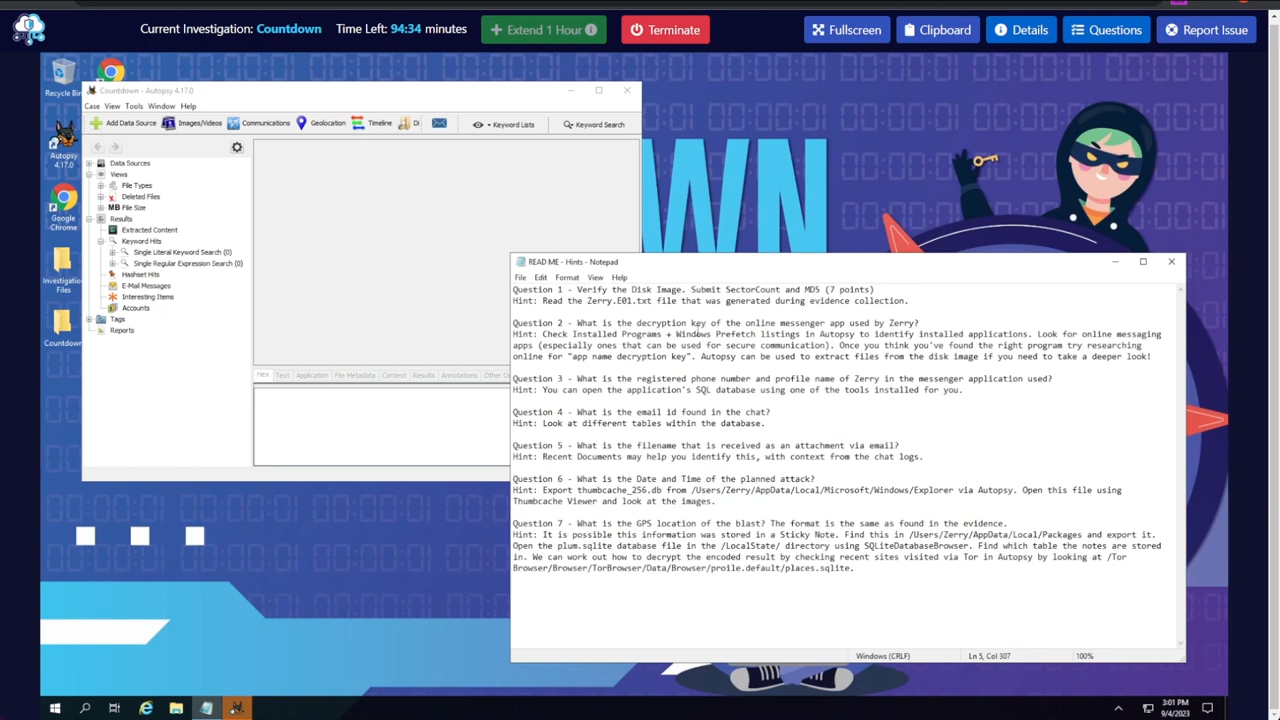 Current Investigation: Countdown
Time Left: 94:34 minutes
Extend 1 Hour
Terminate
Fullscreen
Clipboard
Details
Questions
Report Issue
Recycle Bin
Autopsy 4.17.0
Google Chrome
Investigation Files
Countdown
Countdown - Autopsy 4.17.0
Case View Tools Window Help
Add Data Source
Images/Videos
Communications
Geolocation
Timeline
Di
Keyword Lists
Keyword Search
Data Sources
Views
File Types
Deleted Files
MB File Size
Results
Extracted Content
Keyword Hits
Single Literal Keyword Search (0)
Single Regular Expression Search (0)
Hashset Hits
E-Mail Messages
Interesting Items
Accounts
Tags
Reports
Hex Text Application File Metadata Context Results Annotations Other Oc
WN
READ ME - Hints - Notepad
File Edit Format View Help
Question 1 - Verify the Disk Image. Submit SectorCount and MD5 (7 points)
Hint: Read the Zerry.E01.txt file that was generated during evidence collection.
Question 2 - What is the decryption key of the online messenger app used by Zerry?
Hint: Check Installed Programs + Windows Prefetch listings in Autopsy to identify installed applications. Look for online messaging
apps (especially ones that can be used for secure communication). Once you think you've found the right program try researching
online for "app name decryption key". Autopsy can be used to extract files from the disk image if you need to take a deeper look!
Question 3 - What is the registered phone number and profile name of Zerry in the messenger application used?
Hint: You can open the application's SQL database using one of the tools installed for you.
Question 4 - What is the email id found in the chat?
Hint: Look at different tables within the database.
Question 5 - What is the filename that is received as an attachment via email?
Hint: Recent Documents may help you identify this, with context from the chat logs.
Question 6 - What is the Date and Time of the planned attack?
Hint: Export thumbcache_256.db from /Users/Zerry/AppData/Local/Microsoft/Windows/Explorer via Autopsy. Open this file using
Thumbcache Viewer and look at the images.
Question 7 - What is the GPS location of the blast? The format is the same as found in the evidence.
Hint: It is possible this information was stored in a Sticky Note. Find this in /Users/Zerry/AppData/Local/Packages and export it.
Open the plum.sqlite database file in the /LocalState/ directory using SQLiteDatabaseBrowser. Find which table the notes are stored
in. We can work out how to decrypt the encoded result by checking recent sites visited via Tor in Autopsy by looking at /Tor
Browser/Browser/TorBrowser/Data/Browser/proile.default/places.sqlite.
Windows (CRLF)
Ln 5, Col 307
100%
3:01 PM
9/4/2023